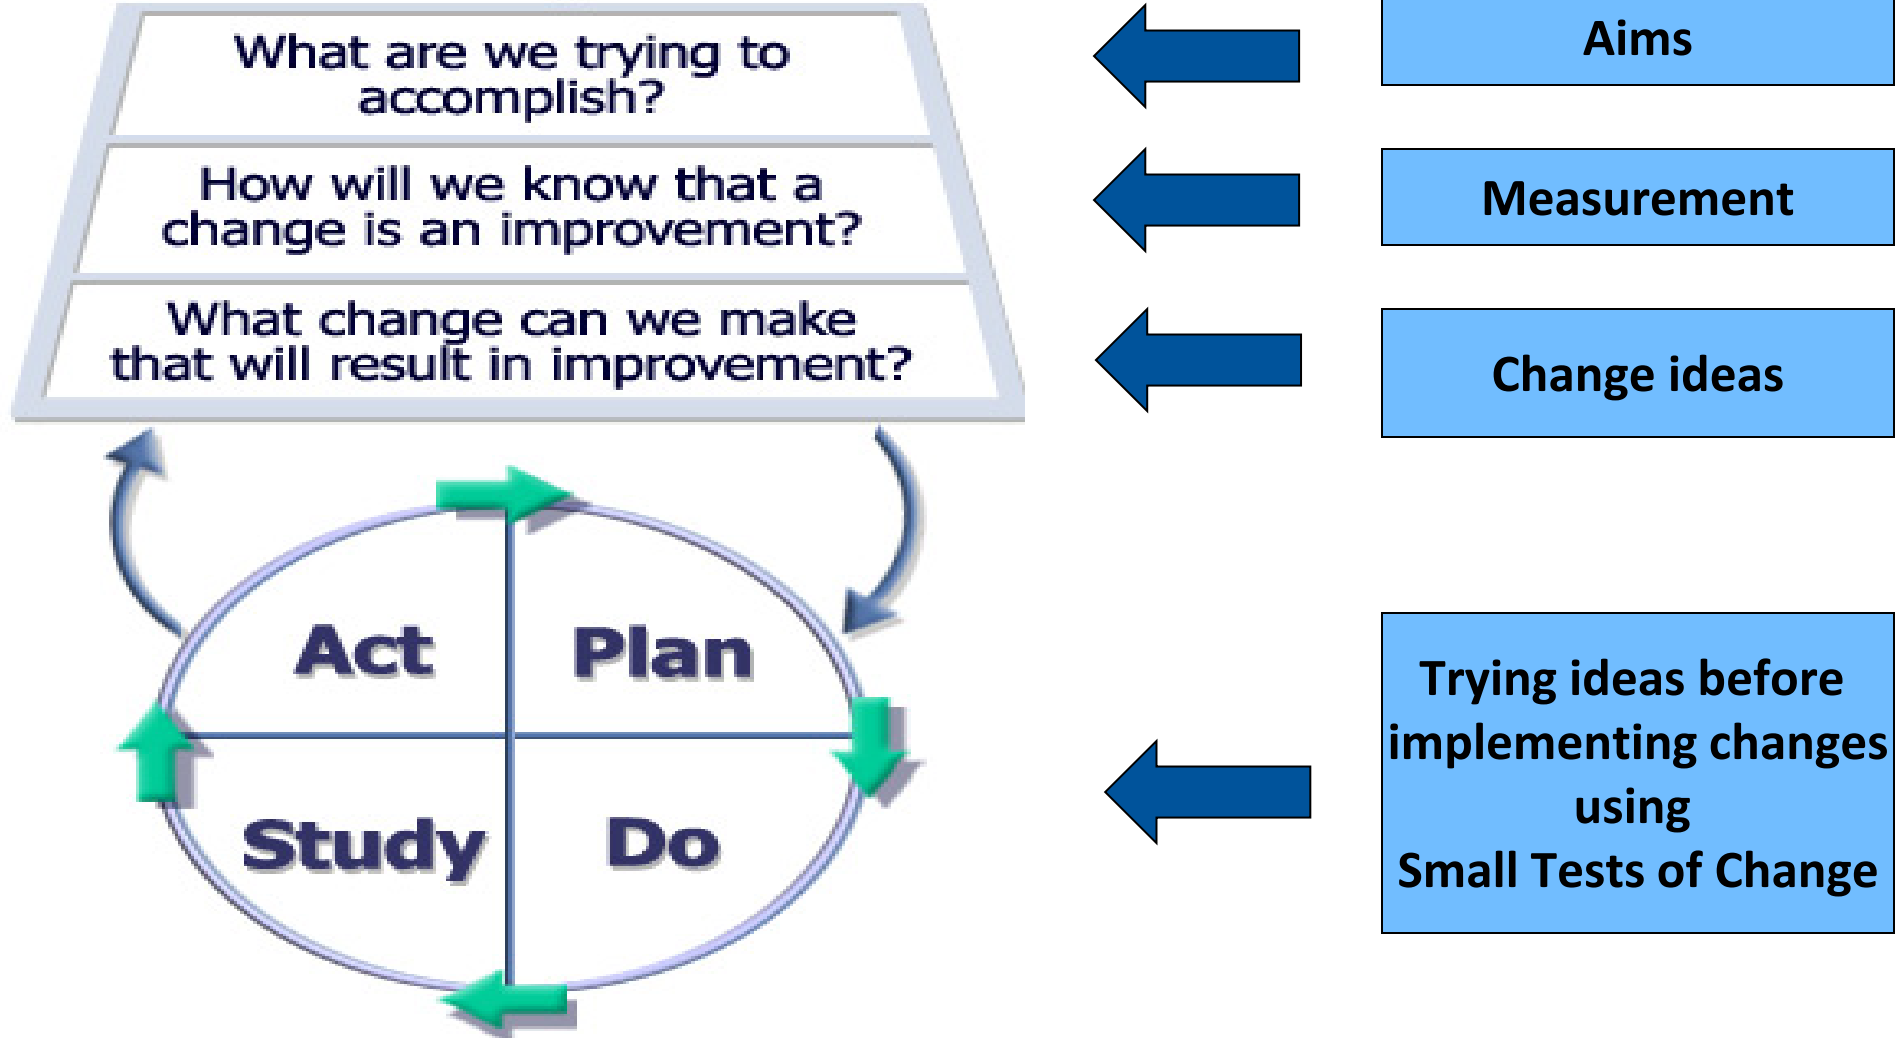 What are we trying to
accomplish?
Aims
How will we know that a
change is an improvement?
Measurement
What change can we make
that will result in improvement?
Change ideas
Act
Plan
Study
Do
Trying ideas before
implementing changes
using
Small Tests of Change